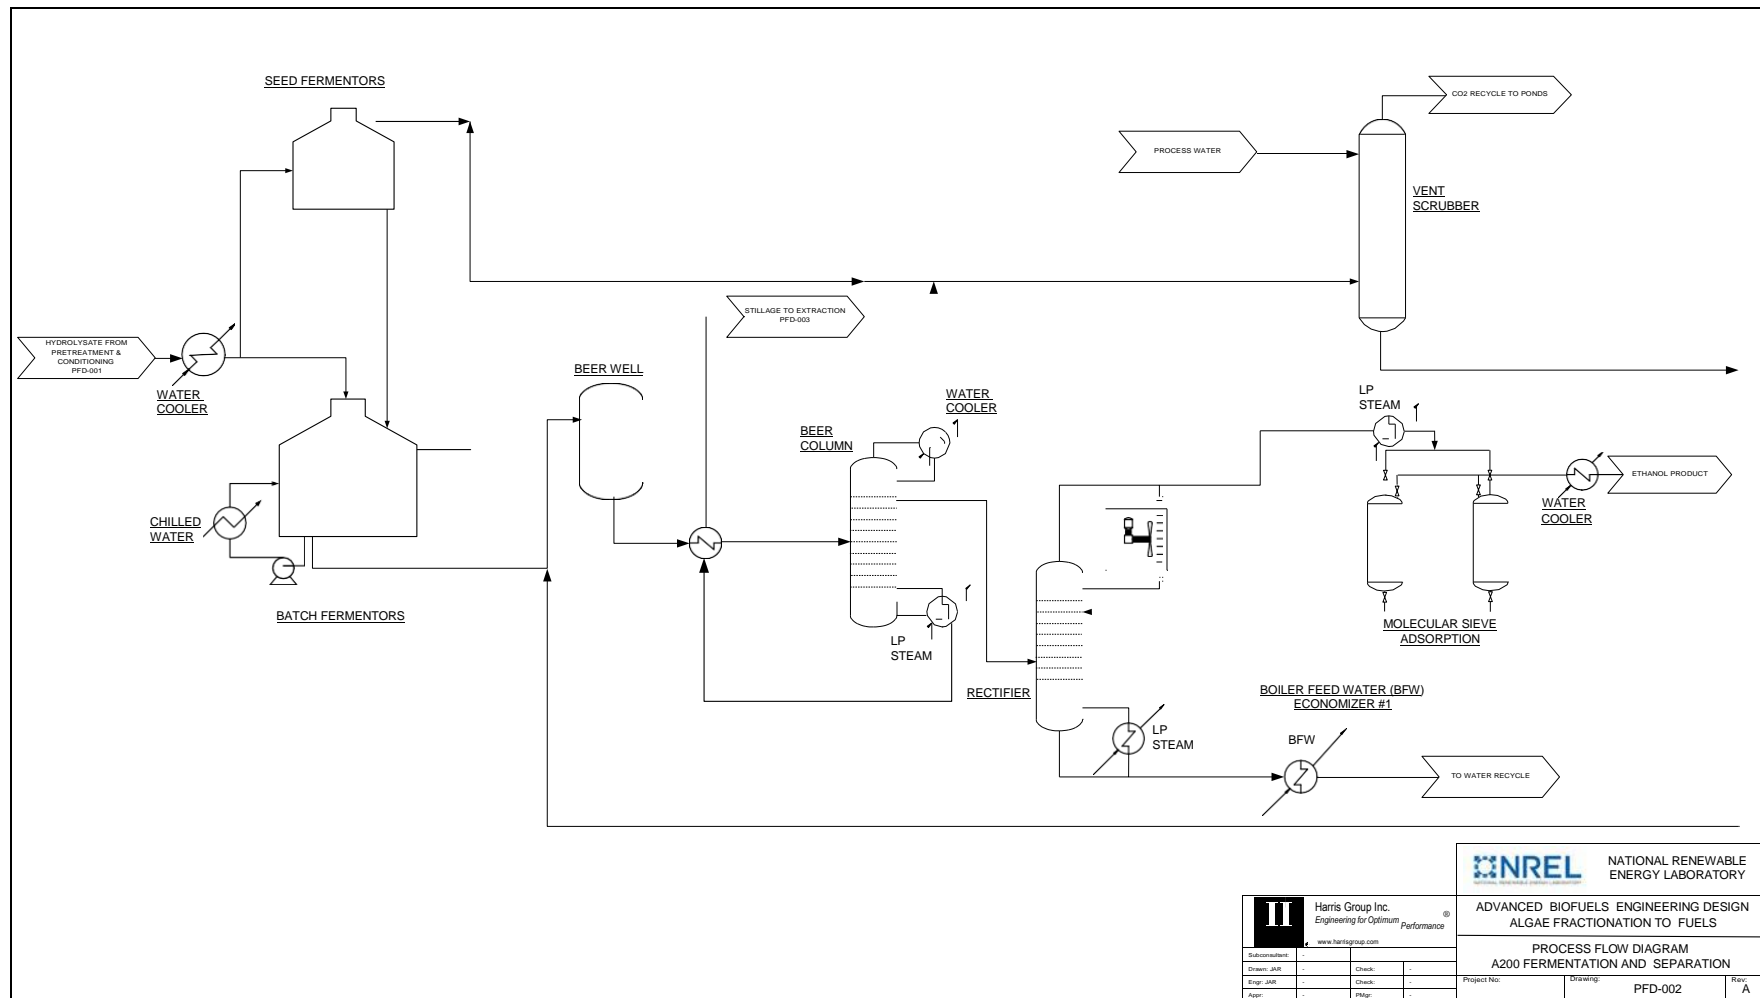 SEED FERMENTORS
CO2 RECYCLE TO PONDS
PROCESS WATER
VENT
SCRUBBER
STILLAGE TO EXTRACTION
PFD-003
HYDROLYSATE FROM
PRETREATMENT &
CONDITIONING
PFD-001
WATER
COOLER
BEER WELL
BEER
COLUMN
WATER
COOLER
LP
STEAM
ETHANOL PRODUCT
WATER
COOLER
CHILLED
WATER
BATCH FERMENTORS
LP
STEAM
MOLECULAR SIEVE
ADSORPTION
RECTIFIER
BOILER FEED WATER (BFW)
ECONOMIZER #1
LP
STEAM
BFW
TO WATER RECYCLE
NREL
NATIONAL RENEWABLE ENERGY LABORATORY
NATIONAL RENEWABLE
ENERGY LABORATORY
Harris Group Inc.
Engineering for Optimum Performance ®
www.harrisgroup.com
ADVANCED BIOFUELS ENGINEERING DESIGN
ALGAE FRACTIONATION TO FUELS
PROCESS FLOW DIAGRAM
A200 FERMENTATION AND SEPARATION
Subconsultant: -
Drawn: JAR - Check: -
Engr: JAR - Check: -
Appr: - PMgr: -
Project No:
Drawing:
PFD-002
Rev:
A